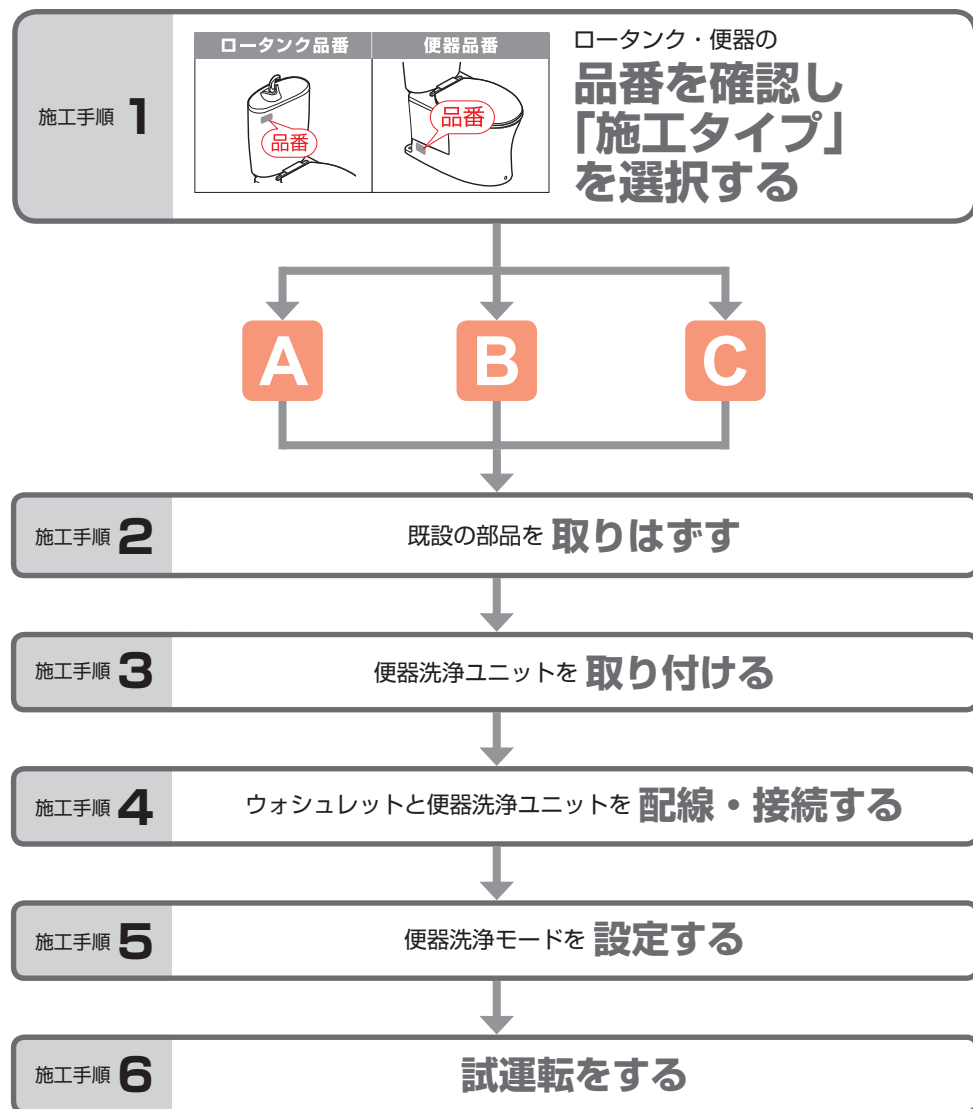 施工手順 1
ロータンク品番
便器品番
品番
品番
ロータンク・便器の
品番を確認し
「施工タイプ」
を選択する
A
B
C
施工手順 2
既設の部品を 取りはずす
施工手順 3
便器洗浄ユニットを 取り付ける
施工手順 4
ウォシュレットと便器洗浄ユニットを 配線・接続する
施工手順 5
便器洗浄モードを 設定する
施工手順 6
試運転をする